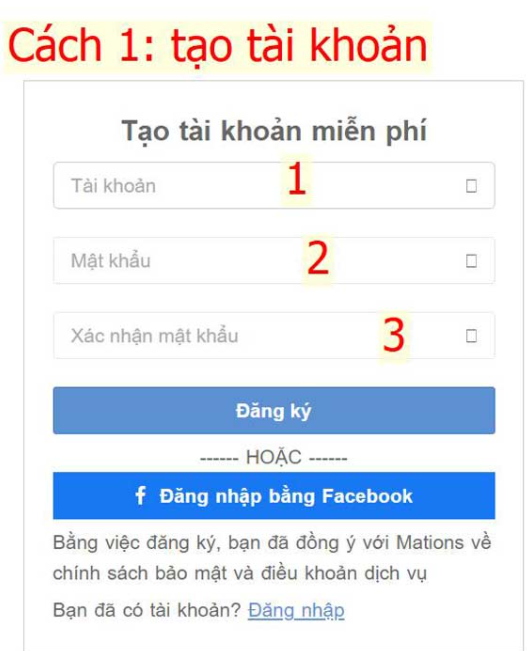 Cách 1: tạo tài khoản
Tạo tài khoản miễn phí
Tài khoản 1
Mật khẩu 2
Xác nhận mật khẩu 3
Đăng ký
------ HOẶC ------
f Đăng nhập bằng Facebook
Bằng việc đăng ký, bạn đã đồng ý với Mations về
chính sách bảo mật và điều khoản dịch vụ
Bạn đã có tài khoản? Đăng nhập